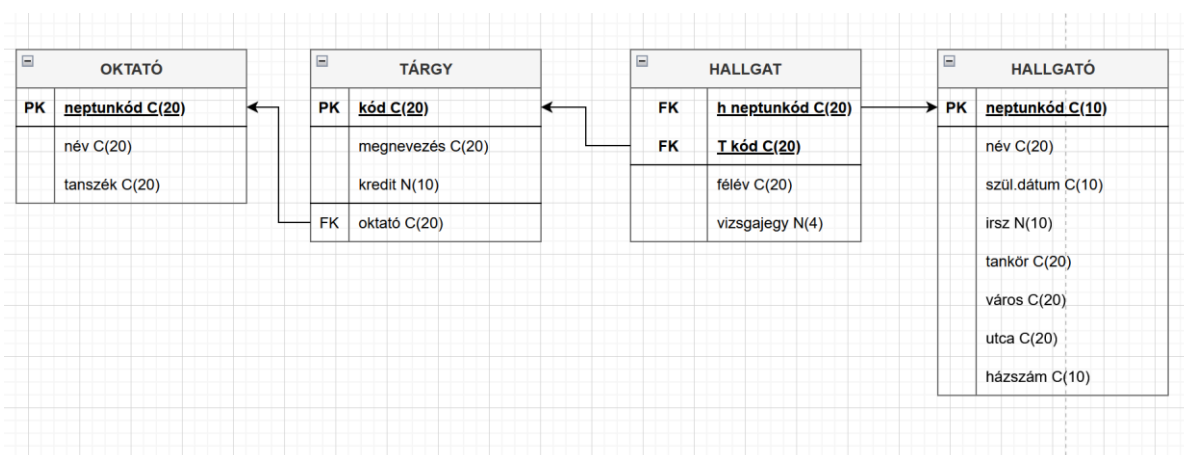 OKTATÓ
PK neptunkód C(20)
név C(20)
tanszék C(20)
TÁRGY
PK kód C(20)
megnevezés C(20)
kredit N(10)
FK oktató C(20)
HALLGAT
FK h neptunkód C(20)
FK T kód C(20)
félév C(20)
vizsgajegy N(4)
HALLGATÓ
PK neptunkód C(10)
név C(20)
szül.dátum C(10)
irsz N(10)
tankör C(20)
város C(20)
utca C(20)
házszám C(10)